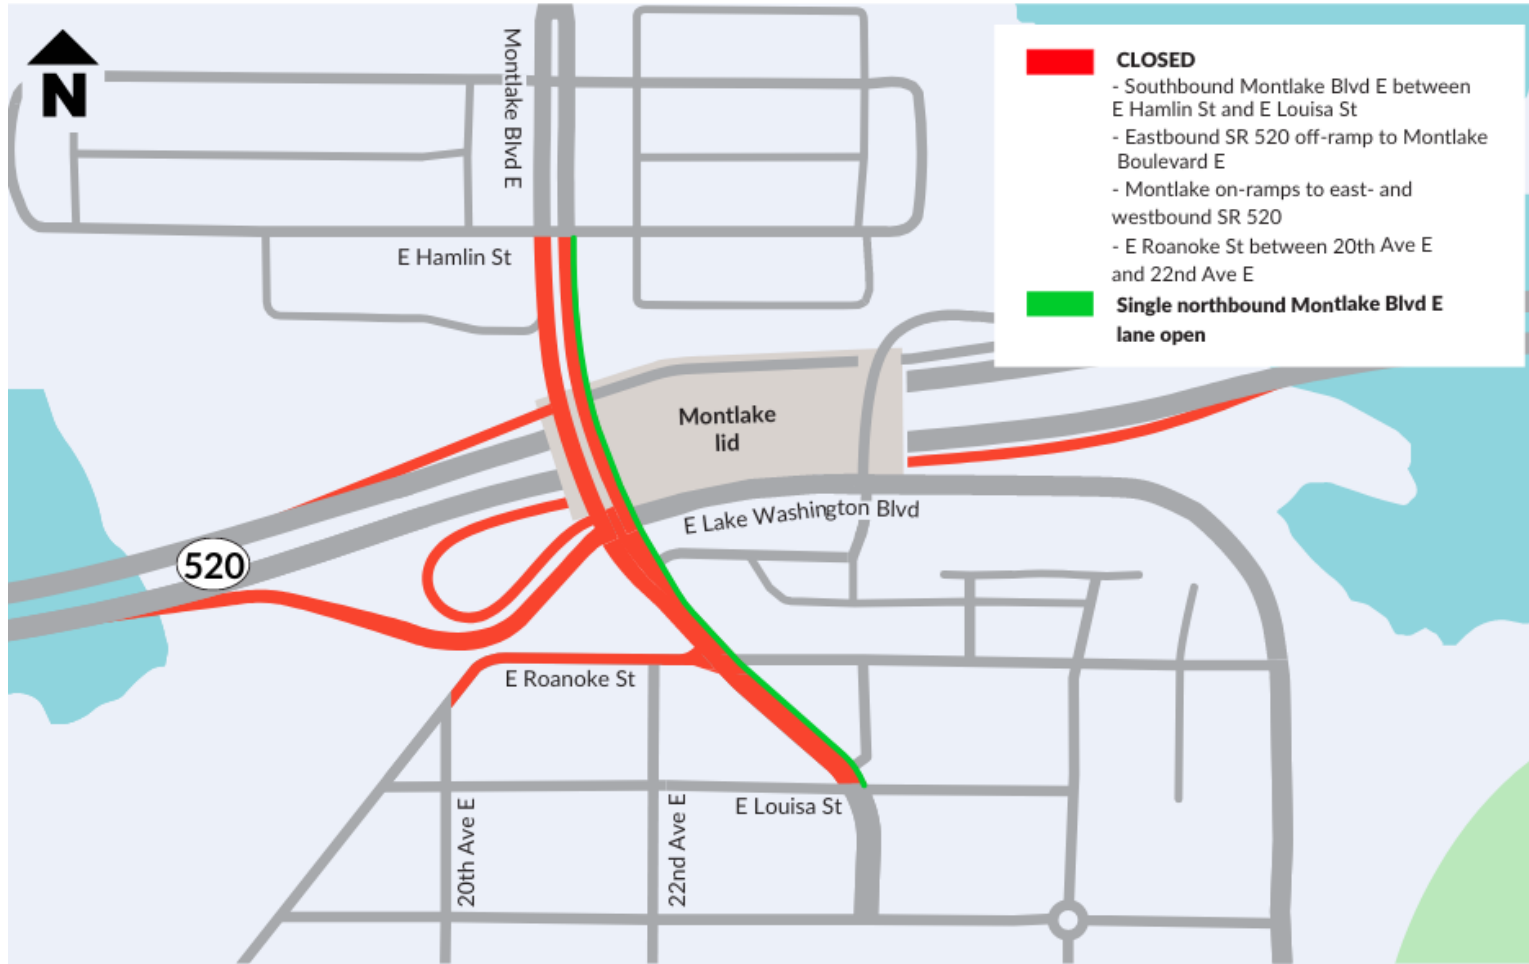 N
Montlake Blvd E
CLOSED
- Southbound Montlake Blvd E between
E Hamlin St and E Louisa St
- Eastbound SR 520 off-ramp to Montlake
Boulevard E
- Montlake on-ramps to east- and
westbound SR 520
- E Roanoke St between 20th Ave E
and 22nd Ave E
Single northbound Montlake Blvd E
lane open
E Hamlin St
Montlake
lid
E Lake Washington Blvd
520
E Roanoke St
E Louisa St
20th Ave E
22nd Ave E